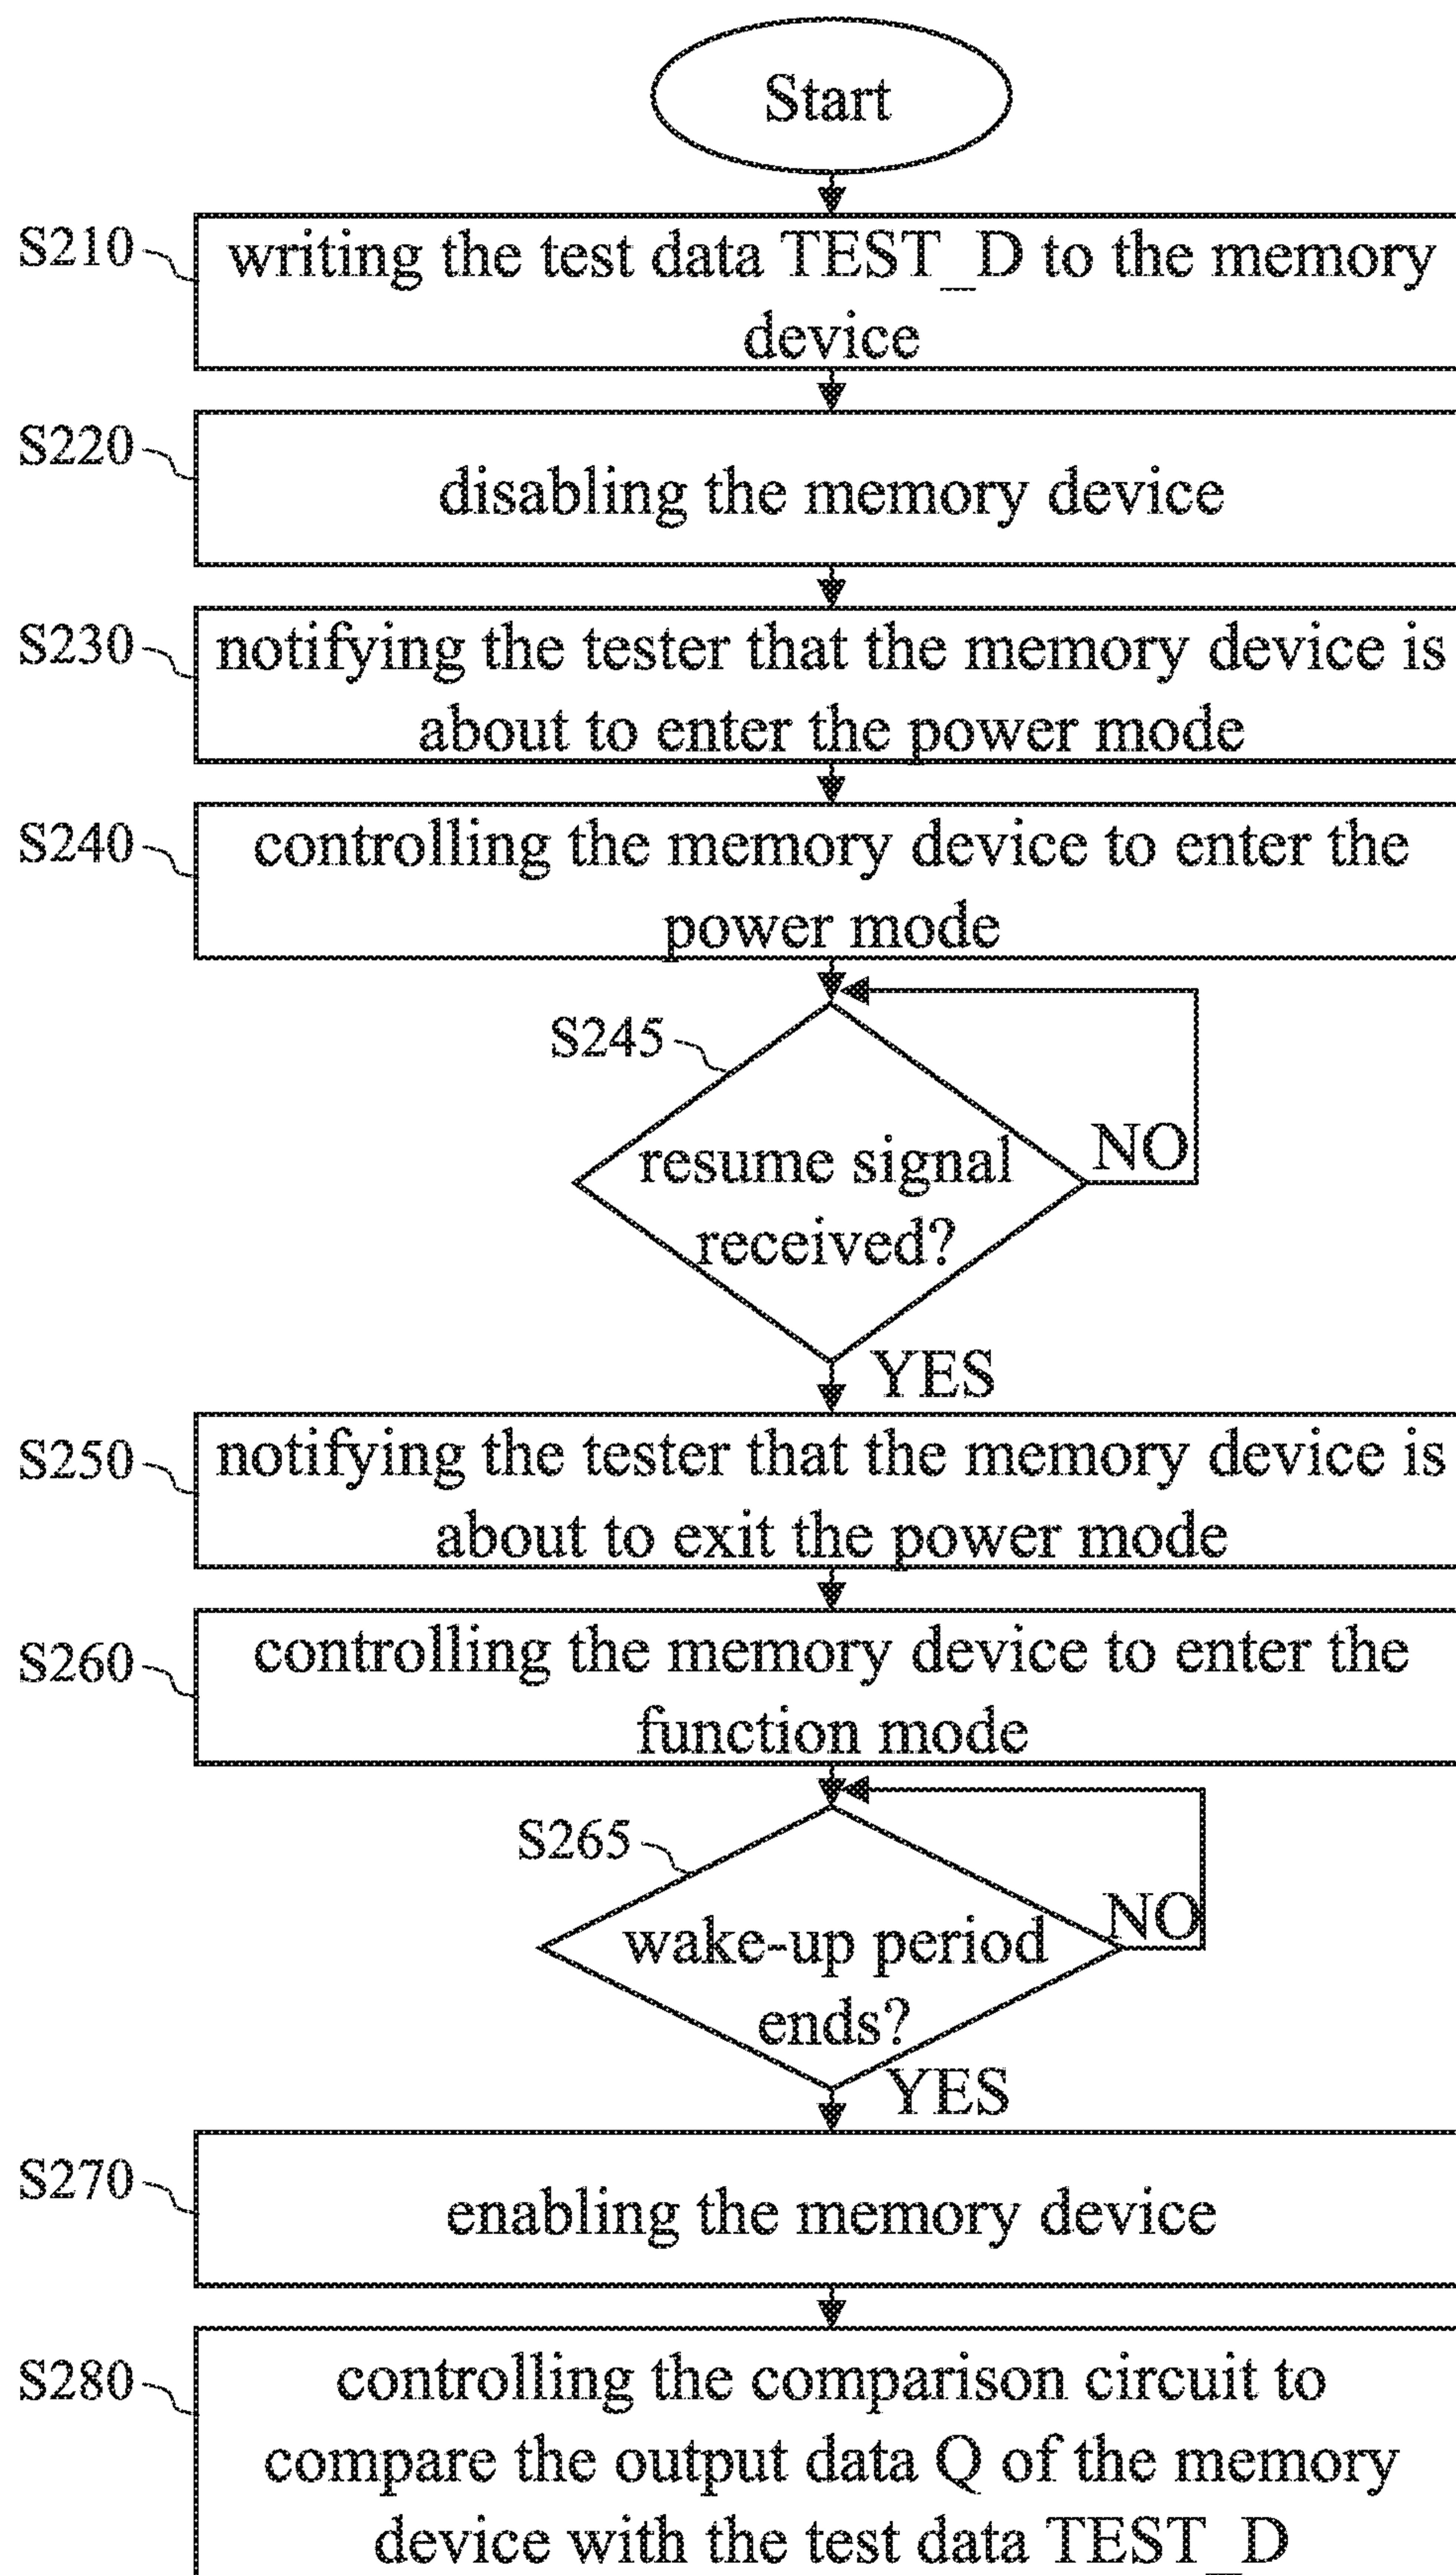 Start
S210
writing the test data TEST_D to the memory
device
S220
disabling the memory device
S230
notifying the tester that the memory device is
about to enter the power mode
S240
controlling the memory device to enter the
power mode
S245
resume signal
received?
NO
YES
S250
notifying the tester that the memory device is
about to exit the power mode
S260
controlling the memory device to enter the
function mode
S265
wake-up period
ends?
NO
YES
S270
enabling the memory device
S280
controlling the comparison circuit to
compare the output data Q of the memory
device with the test data TEST_D